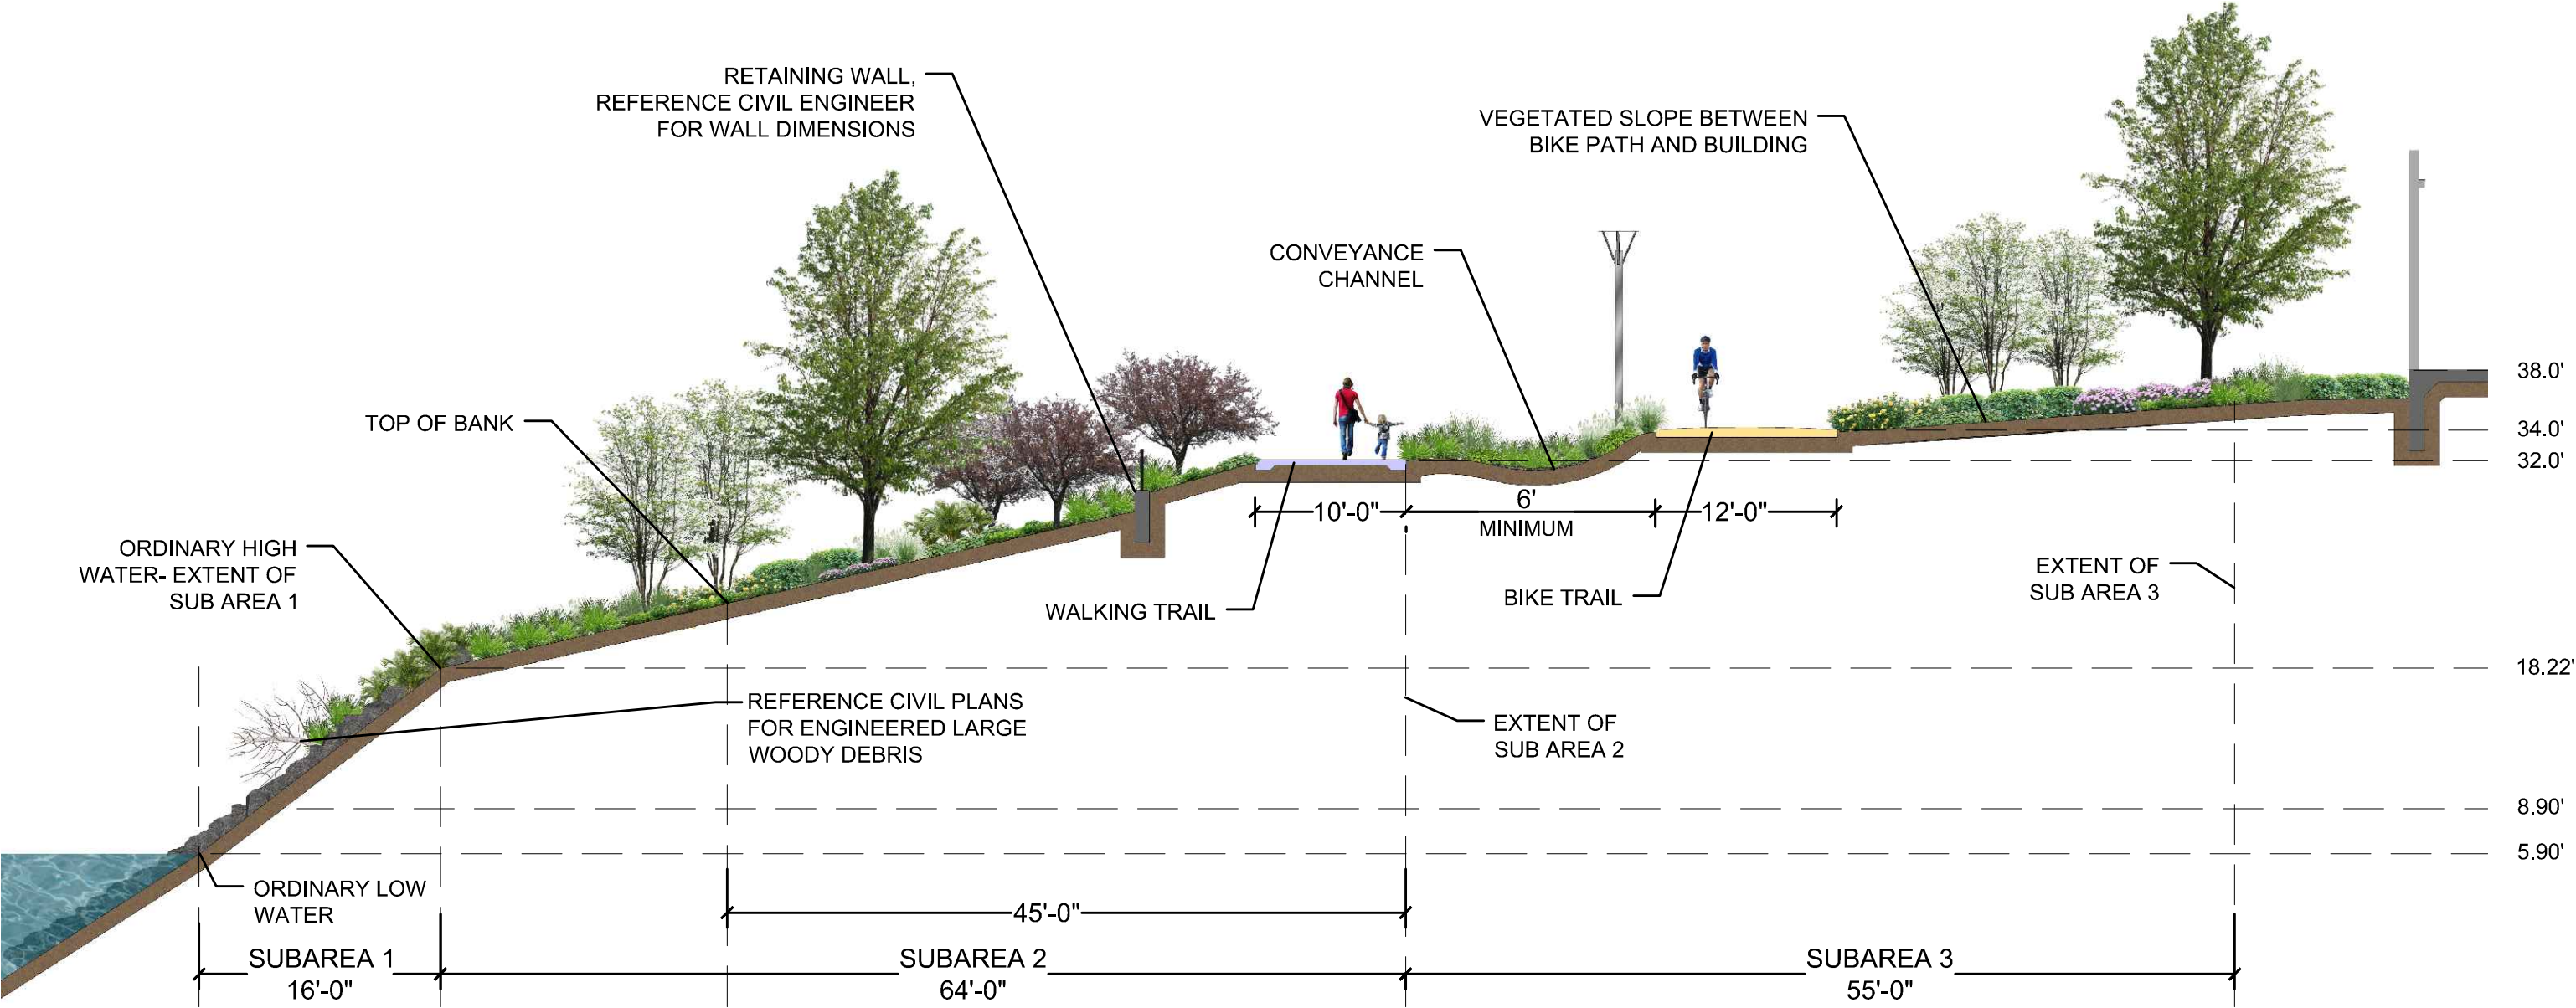 RETAINING WALL,
REFERENCE CIVIL ENGINEER
FOR WALL DIMENSIONS
VEGETATED SLOPE BETWEEN
BIKE PATH AND BUILDING
CONVEYANCE
CHANNEL
TOP OF BANK
38.0'
34.0'
32.0'
10'-0"
6'
MINIMUM
12'-0"
ORDINARY HIGH
WATER- EXTENT OF
SUB AREA 1
WALKING TRAIL
BIKE TRAIL
EXTENT OF
SUB AREA 3
18.22'
REFERENCE CIVIL PLANS
FOR ENGINEERED LARGE
WOODY DEBRIS
EXTENT OF
SUB AREA 2
8.90'
5.90'
ORDINARY LOW
WATER
45'-0"
SUBAREA 1
16'-0"
SUBAREA 2
64'-0"
SUBAREA 3
55'-0"